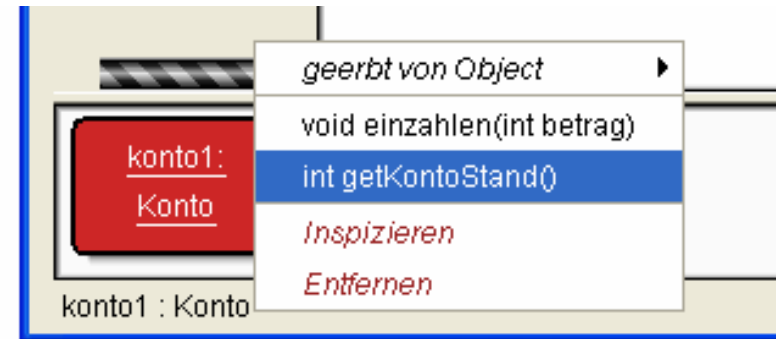 geerbt von Object
void einzahlen(int betrag)
konto1:
int getKontoStand()
Konto
Inspizieren
Entfernen
konto1 : Konto